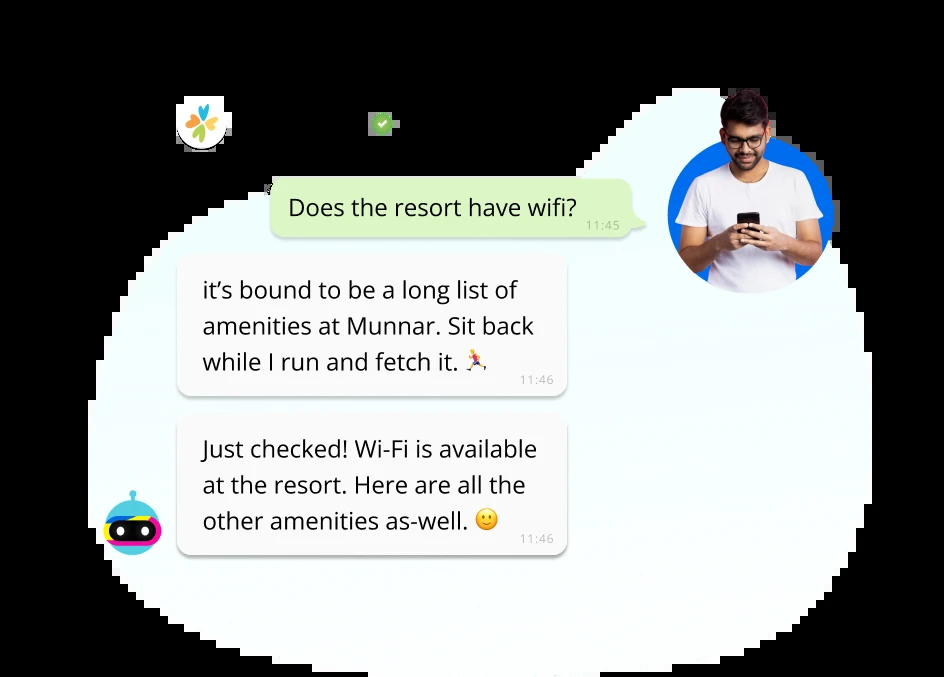 Does the resort have wifi?
11:45
it’s bound to be a long list of
amenities at Munnar. Sit back
while I run and fetch it. 🏃
11:46
Just checked! Wi-Fi is available
at the resort. Here are all the
other amenities as-well. 🙂
11:46